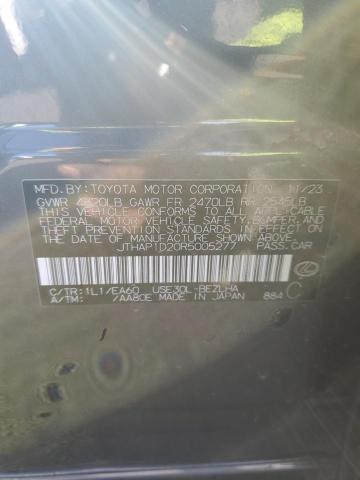 MFD. BY: TOYOTA MOTOR CORPORATION 11/23
GVWR 4820LB GAWR FR 2470LB RR 2545LB
THIS VEHICLE CONFORMS TO ALL APPLICABLE
FEDERAL MOTOR VEHICLE SAFETY, BUMPER AND
THEFT PREVENTION STANDARDS IN EFFECT ON
THE DATE OF MANUFACTURE SHOWN ABOVE.
JTHAP1D20R5005277 PASS.CAR
C/TR:1L1/EA60 USE30L-BEZLHA
A/TM: /AA80E MADE IN JAPAN 884 C